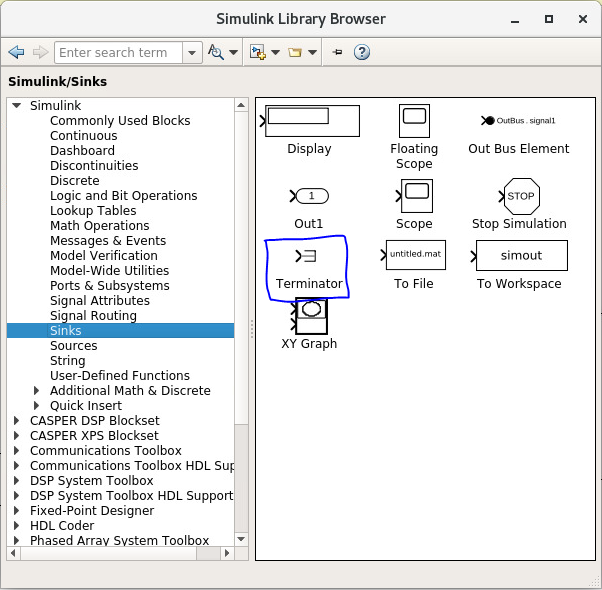 Simulink Library Browser
Enter search term
Simulink/Sinks
Simulink
Commonly Used Blocks
Continuous
Dashboard
Discontinuities
Discrete
Logic and Bit Operations
Lookup Tables
Math Operations
Messages & Events
Model Verification
Model-Wide Utilities
Ports & Subsystems
Signal Attributes
Signal Routing
Sinks
Sources
String
User-Defined Functions
Additional Math & Discrete
Quick Insert
CASPER DSP Blockset
CASPER XPS Blockset
Communications Toolbox
Communications Toolbox HDL Sup
DSP System Toolbox
DSP System Toolbox HDL Support
Fixed-Point Designer
HDL Coder
Phased Array System Toolbox
Display
Floating
Scope
OutBus . signal1
Out Bus Element
1
Out1
Scope
STOP
Stop Simulation
Terminator
untitled.mat
To File
simout
To Workspace
XY Graph